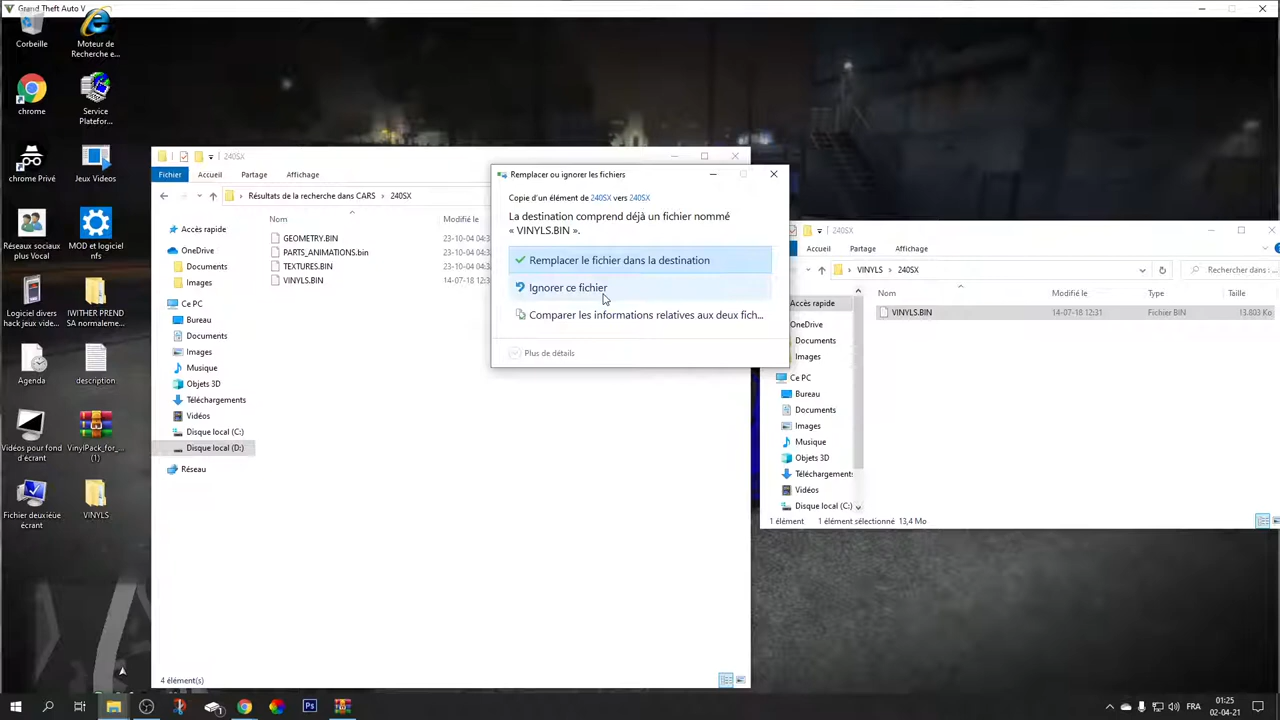 Grand Theft Auto V
Corbeille
Moteur de
Recherche e...
chrome
Service
Platefor...
chrome Privé
Jeux Videos
Réseaux sociaux
plus Vocal
MOD et logiciel
nfs
Logiciel divers
hack jeux vide...
IWITHER PREND
SA normaleme...
Agenda
description
Vidéos pour fond
d'écrant
VinylPack_for_...
(1)
Fichier deuxiéùe
écrant
VINYLS
240SX
Fichier
Accueil
Partage
Affichage
Résultats de la recherche dans CARS > 240SX
Nom
Modifié le
Accès rapide
OneDrive
Documents
Images
Ce PC
Bureau
Documents
Images
Musique
Objets 3D
Téléchargements
Vidéos
Disque local (C:)
Disque local (D:)
Réseau
GEOMETRY.BIN
23-10-04 04:3
PARTS_ANIMATIONS.bin
23-10-04 04:3
TEXTURES.BIN
23-10-04 04:3
VINYLS.BIN
14-07-18 12:3
4 élément(s)
Remplacer ou ignorer les fichiers
Copie d'un élément de 240SX vers 240SX
La destination comprend déjà un fichier nommé
« VINYLS.BIN ».
Remplacer le fichier dans la destination
Ignorer ce fichier
Comparer les informations relatives aux deux fich...
Plus de détails
240SX
Accueil
Partage
Affichage
VINYLS > 240SX
Rechercher dans :
Nom
Modifié le
Type
Taille
VINYLS.BIN
14-07-18 12:31
Fichier BIN
13.803 Ko
Accès rapide
OneDrive
Documents
Images
Ce PC
Bureau
Documents
Images
Musique
Objets 3D
Téléchargements
Vidéos
Disque local (C:)
1 élément
1 élément sélectionné 13,4 Mo
Ps
FRA
01:25
02-04-21